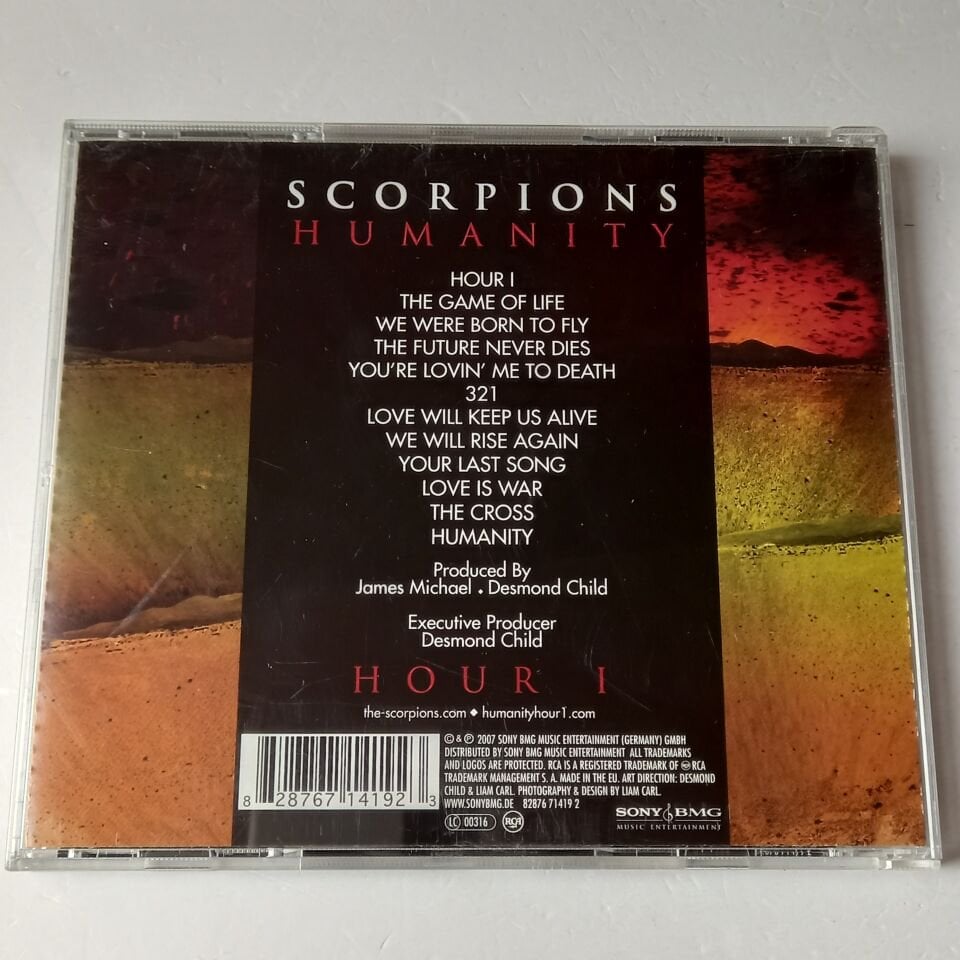 SCORPIONS
HUMANITY
HOUR I
THE GAME OF LIFE
WE WERE BORN TO FLY
THE FUTURE NEVER DIES
YOU'RE LOVIN' ME TO DEATH
321
LOVE WILL KEEP US ALIVE
WE WILL RISE AGAIN
YOUR LAST SONG
LOVE IS WAR
THE CROSS
HUMANITY
Produced By
James Michael • Desmond Child
Executive Producer
Desmond Child
HOUR I
the-scorpions.com ◆ humanityhour1.com
8 28767 14192 3
© & ℗ 2007 SONY BMG MUSIC ENTERTAINMENT (GERMANY) GMBH
DISTRIBUTED BY SONY BMG MUSIC ENTERTAINMENT ALL TRADEMARKS
AND LOGOS ARE PROTECTED. RCA IS A REGISTERED TRADEMARK OF RCA
TRADEMARK MANAGEMENT S. A. MADE IN THE EU. ART DIRECTION: DESMOND
CHILD & LIAM CARL. PHOTOGRAPHY & DESIGN BY LIAM CARL.
WWW.SONYBMG.DE 82876 71419 2
LC 00316 RCA
SONY BMG
MUSIC ENTERTAINMENT